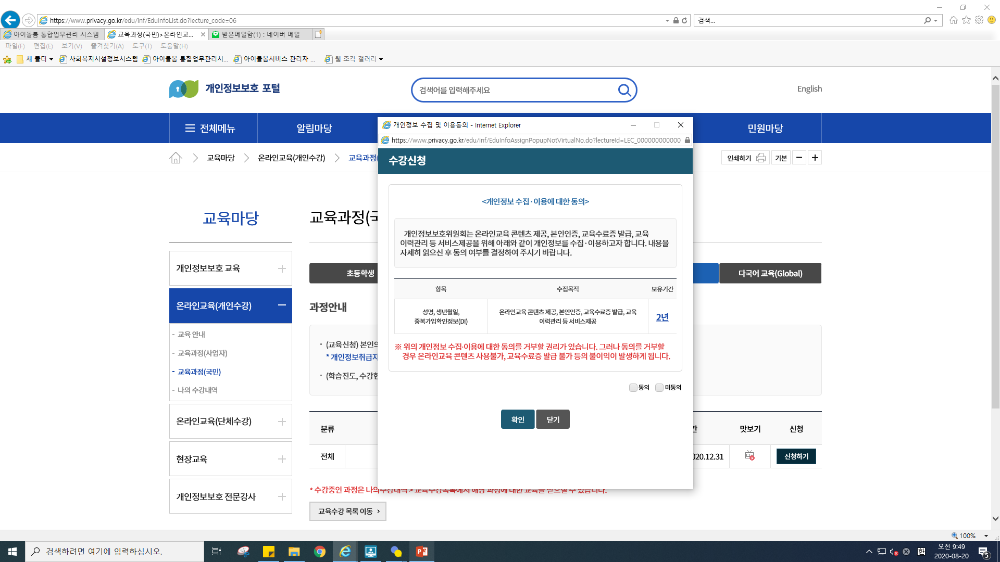 https://www.privacy.go.kr/edu/inf/EduInfoList.do?lecture_code=06
검색...
아이돌봄 통합업무관리 시스템
교육과정(국민)>온라인교...
받은메일함(1) : 네이버 메일
파일(F) 편집(E) 보기(V) 즐겨찾기(A) 도구(T) 도움말(H)
새 폴더
사회복지시설정보시스템
아이돌봄 통합업무관리시...
아이돌봄서비스 관리자 ...
웹 조각 갤러리
개인정보보호 포털
검색어를 입력해주세요
English
전체메뉴
알림마당
민원마당
교육마당
온라인교육(개인수강)
교육과정(
인쇄하기
기본
교육마당
개인정보보호 교육
온라인교육(개인수강)
- 교육 안내
- 교육과정(사업자)
- 교육과정(국민)
- 나의 수강내역
온라인교육(단체수강)
현장교육
개인정보보호 전문강사
교육과정(국
초등학생
다국어 교육(Global)
과정안내
(교육신청) 본인의
* 개인정보취급자
(학습진도, 수강현
분류
간
맛보기
신청
전체
020.12.31
신청하기
* 수강중인 과정은 나의수강내역 > 교육수강목록에서 해당 과정에 대한 교육을 받으실 수 있습니다.
교육수강 목록 이동 >
개인정보 수집 및 이용동의 - Internet Explorer
https://www.privacy.go.kr/edu/inf/EduInfoAssignPopupNotVirtualNo.do?lectureId=LEC_000000000000
수강신청
<개인정보 수집·이용에 대한 동의>
개인정보보호위원회는 온라인교육 콘텐츠 제공, 본인인증, 교육수료증 발급, 교육
이력관리 등 서비스제공을 위해 아래와 같이 개인정보를 수집·이용하고자 합니다. 내용을
자세히 읽으신 후 동의 여부를 결정하여 주시기 바랍니다.
항목
수집목적
보유기간
성명, 생년월일,
중복가입확인정보(DI)
온라인교육 콘텐츠 제공, 본인인증, 교육수료증 발급, 교육
이력관리 등 서비스제공
2년
※ 위의 개인정보 수집·이용에 대한 동의를 거부할 권리가 있습니다. 그러나 동의를 거부할
경우 온라인교육 콘텐츠 사용불가, 교육수료증 발급 불가 등의 불이익이 발생하게 됩니다.
동의
미동의
확인
닫기
100%
검색하려면 여기에 입력하십시오.
한
오전 9:49
2020-08-20
5